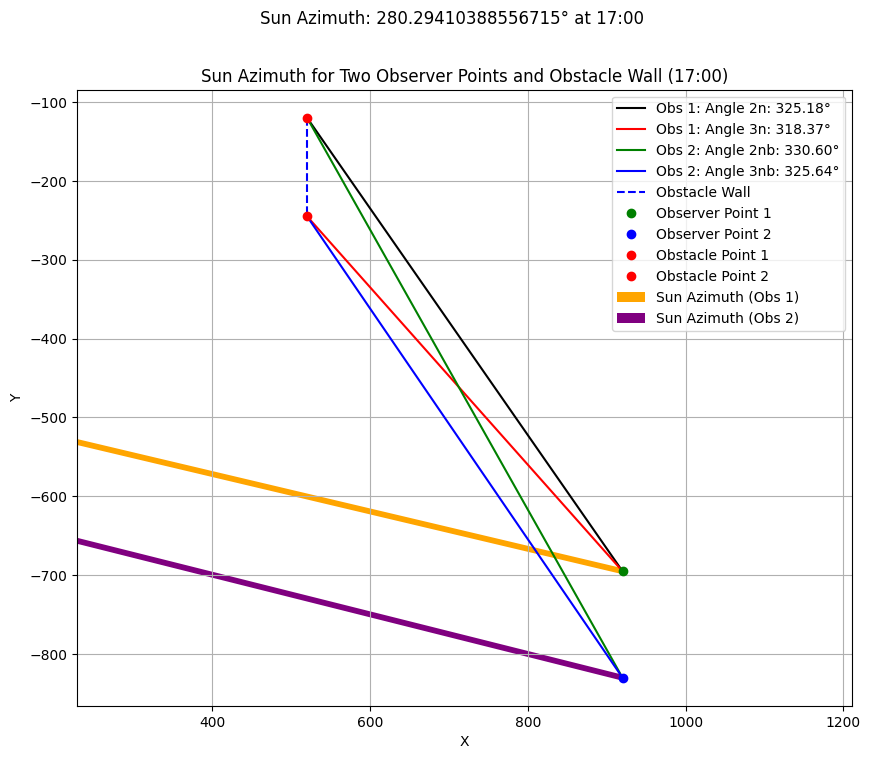 Sun Azimuth: 280.29410388556715° at 17:00
Sun Azimuth for Two Observer Points and Obstacle Wall (17:00)
Obs 1: Angle 2n: 325.18°
Obs 1: Angle 3n: 318.37°
Obs 2: Angle 2nb: 330.60°
Obs 2: Angle 3nb: 325.64°
Obstacle Wall
Observer Point 1
Observer Point 2
Obstacle Point 1
Obstacle Point 2
Sun Azimuth (Obs 1)
Sun Azimuth (Obs 2)
Y
−100
−200
−300
−400
−500
−600
−700
−800
400
600
800
1000
1200
X